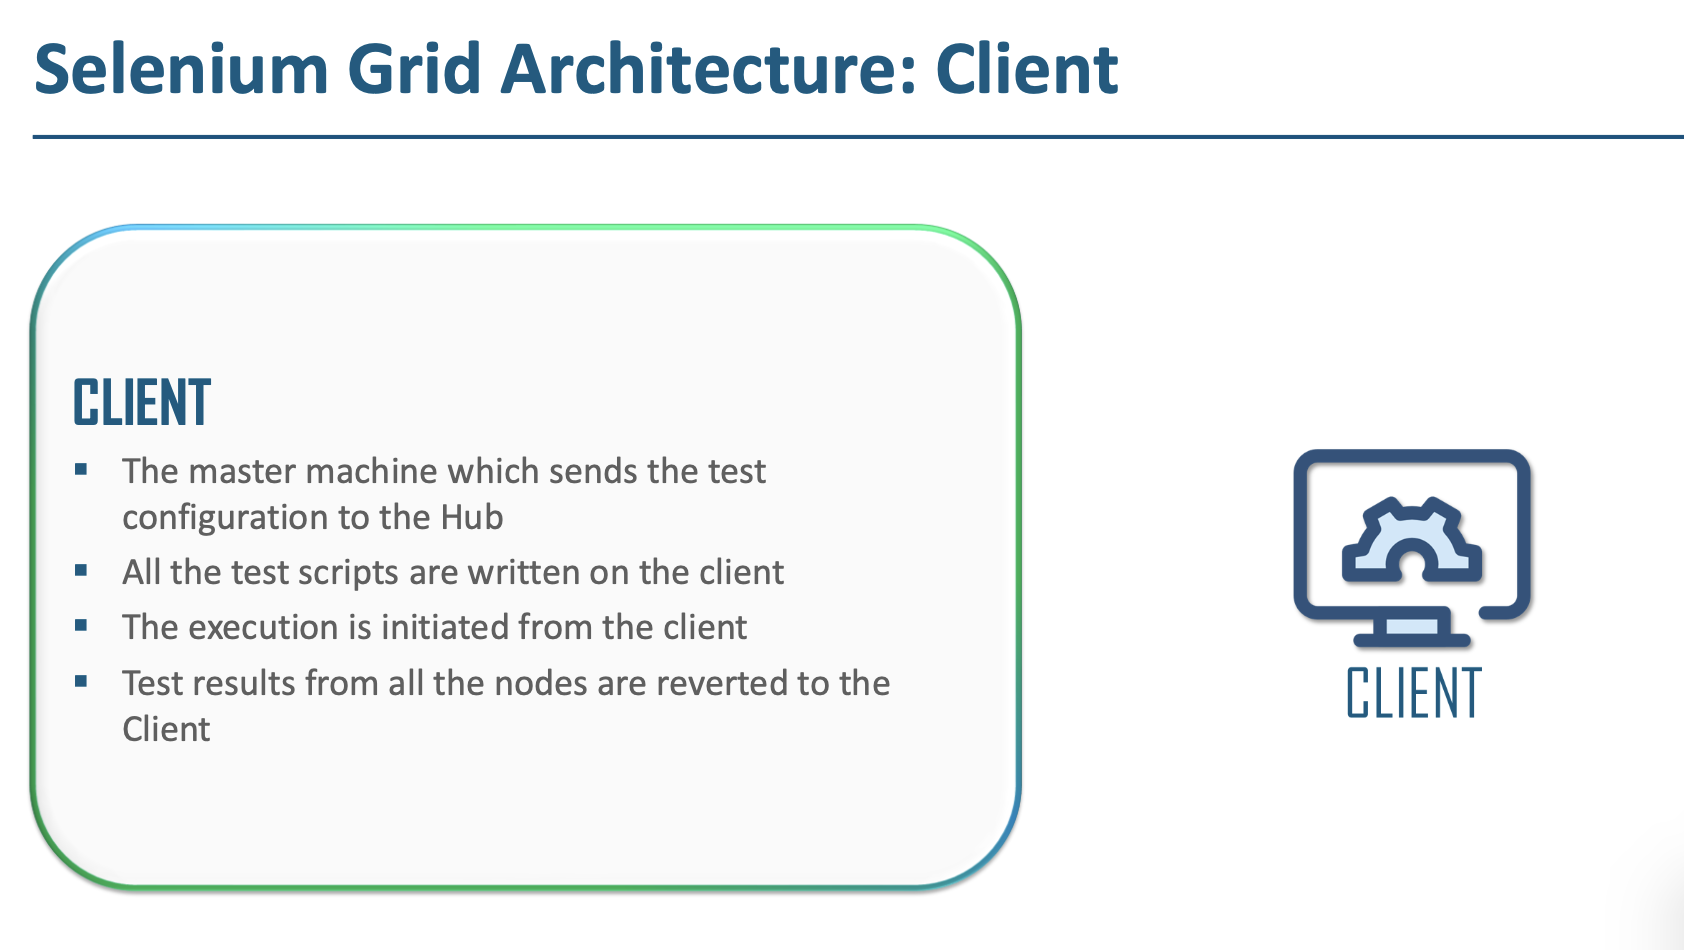 Selenium Grid Architecture: Client
CLIENT
▪ The master machine which sends the test
configuration to the Hub
▪ All the test scripts are written on the client
▪ The execution is initiated from the client
▪ Test results from all the nodes are reverted to the
Client
CLIENT